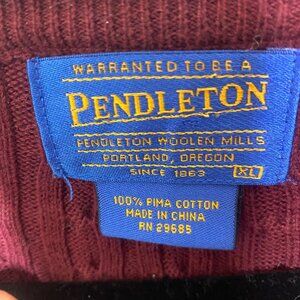 WARRANTED TO BE A
PENDLETON
PENDLETON WOOLEN MILLS
PORTLAND, OREGON
SINCE 1863 XL
100% PIMA COTTON
MADE IN CHINA
RN 29685